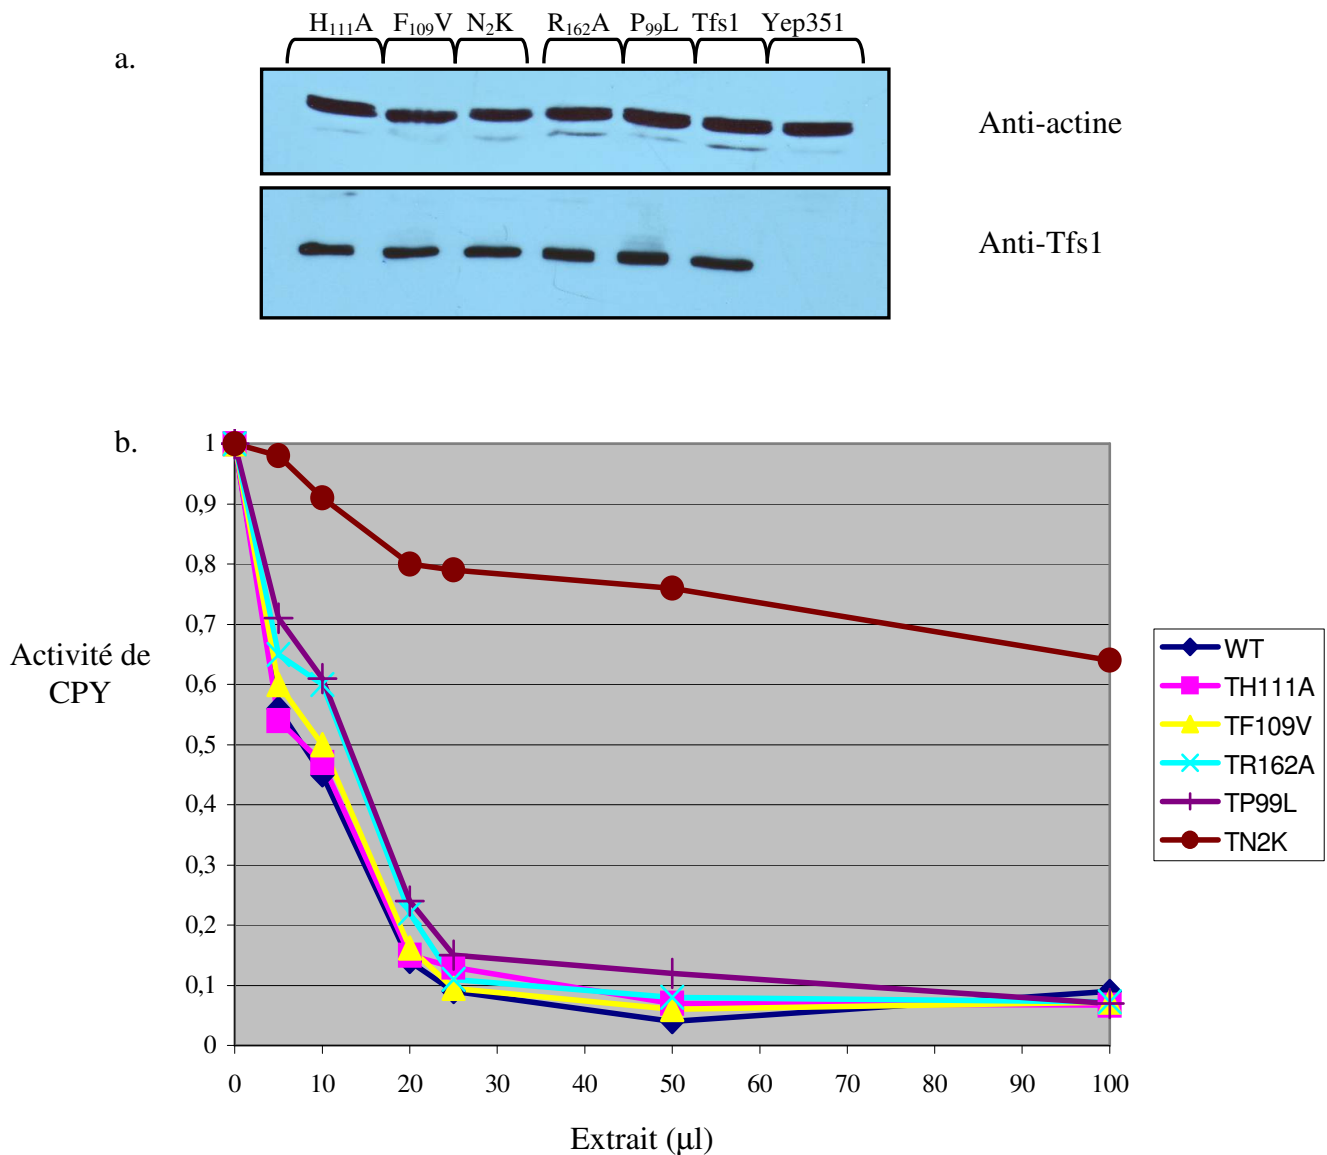 H₁₁₁A F₁₀₉V N₂K R₁₆₂A P₉₉L Tfs1 Yep351
a.
Anti-actine
Anti-Tfs1
b.
1
0,9
0,8
0,7
0,6
0,5
0,4
0,3
0,2
0,1
0
Activité de
CPY
0 10 20 30 40 50 60 70 80 90 100
Extrait (µl)
WT
TH111A
TF109V
TR162A
TP99L
TN2K